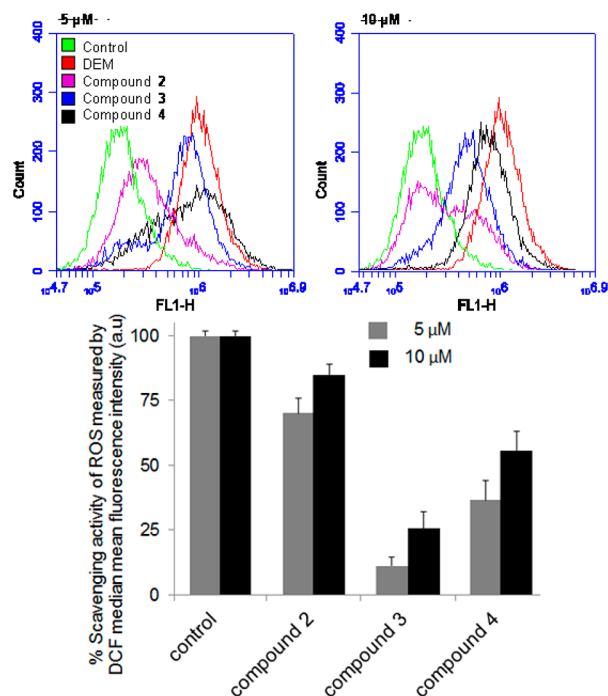 5 µM
10 µM
400
300
200
100
0
Count
Control
DEM
Compound 2
Compound 3
Compound 4
10^4.7
10^5
10^6
10^6.9
FL1-H
400
300
200
100
0
Count
10^4.7
10^5
10^6
10^6.9
FL1-H
% Scavenging activity of ROS measured by
DCF median mean fluorescence intensity (a.u)
100
75
50
25
0
5 µM
10 µM
control
compound 2
compound 3
compound 4